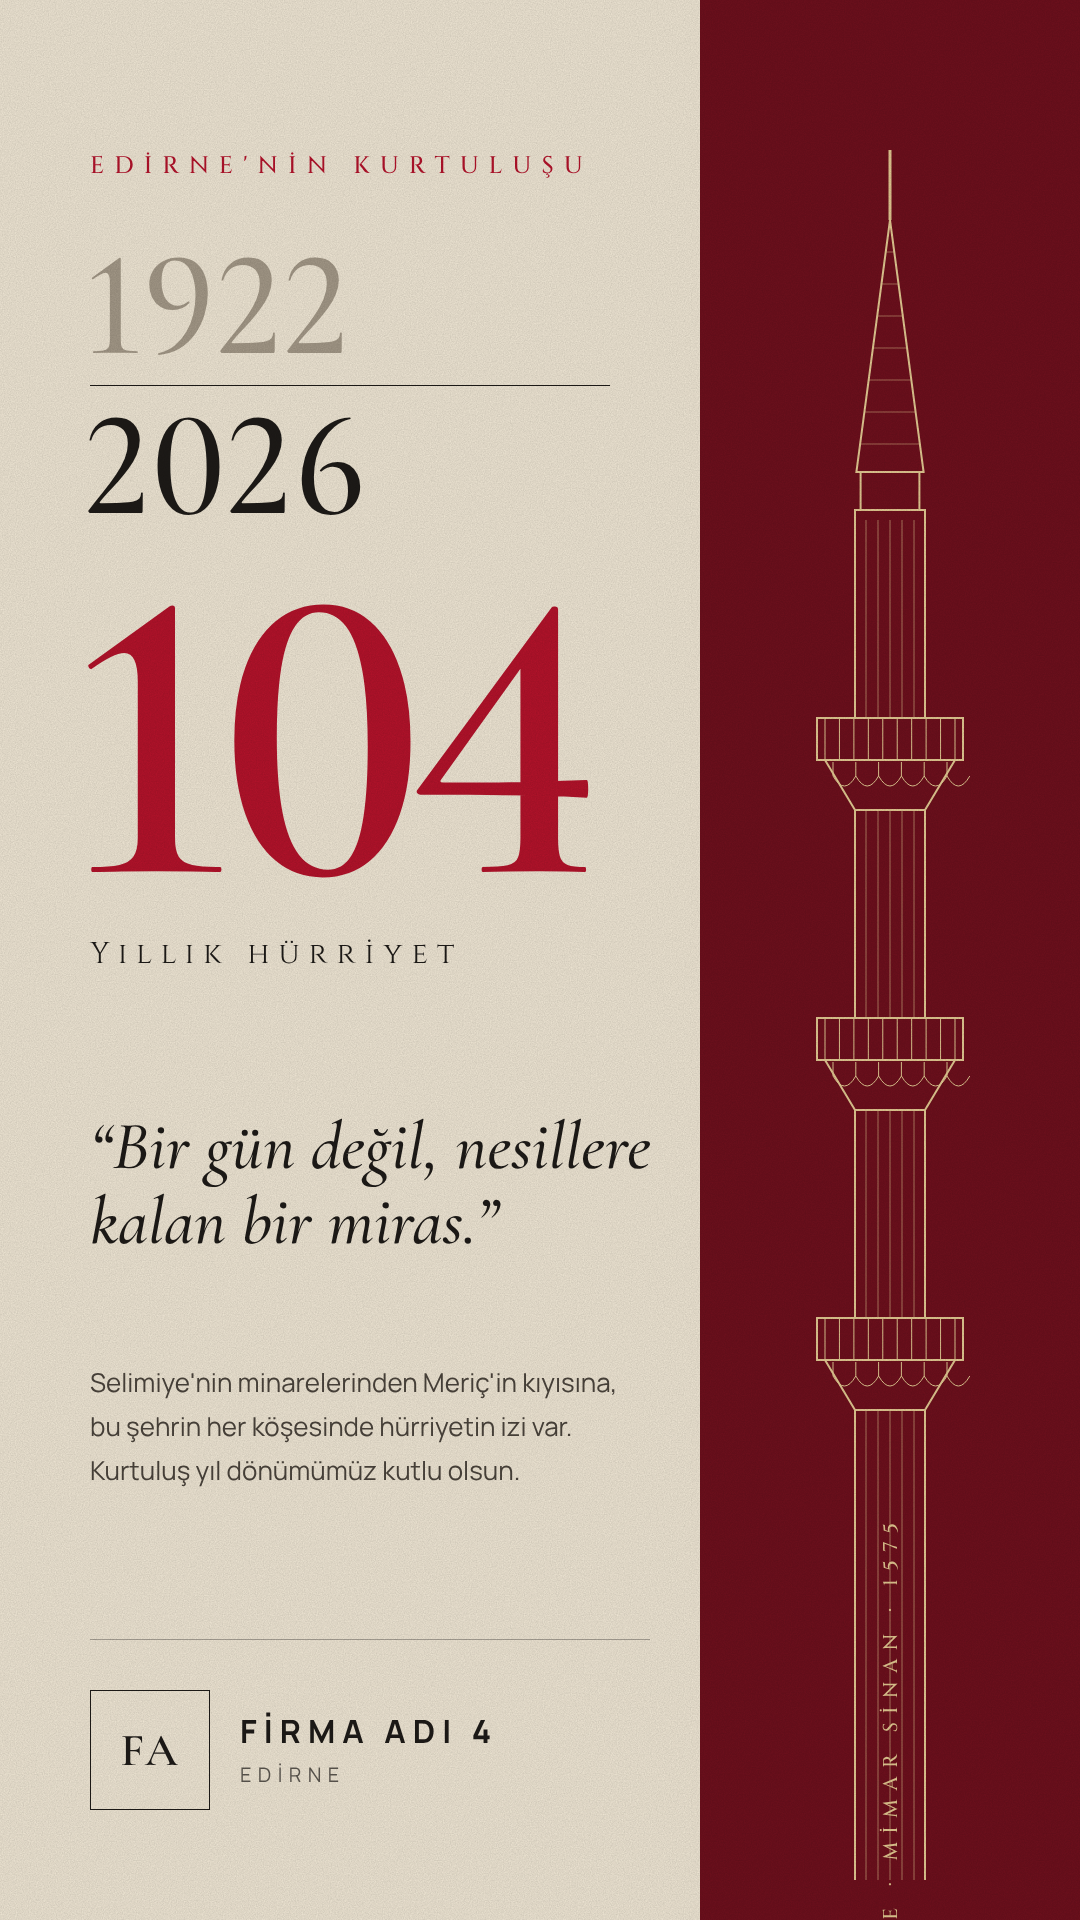 EDİRNE'NİN KURTULUŞU
1922
2026
104
YILLIK HÜRRİYET
“Bir gün değil, nesillere
kalan bir miras.”
Selimiye'nin minarelerinden Meriç'in kıyısına,
bu şehrin her köşesinde hürriyetin izi var.
Kurtuluş yıl dönümümüz kutlu olsun.
FA
FİRMA ADI 4
EDİRNE
E · MİMAR SİNAN · 1575